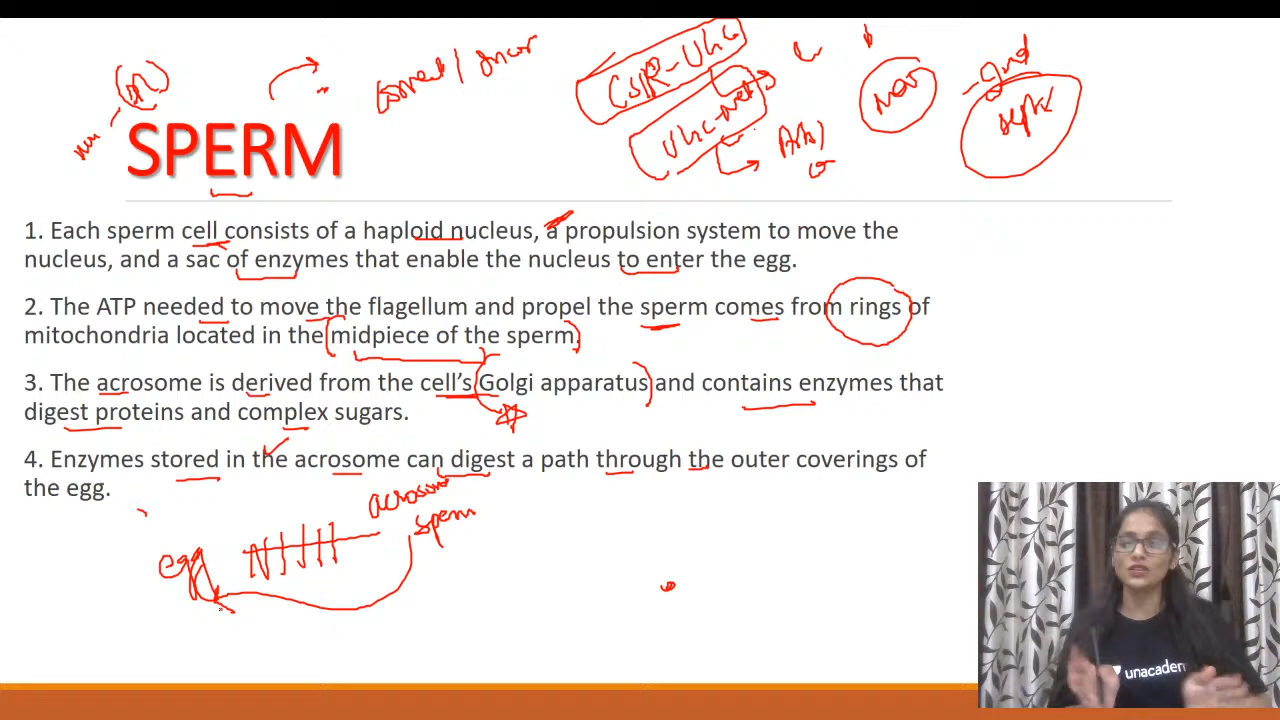 correct / Incor
CSIR-UGC
UGC-net
SPERM
1. Each sperm cell consists of a haploid nucleus, a propulsion system to move the
nucleus, and a sac of enzymes that enable the nucleus to enter the egg.
2. The ATP needed to move the flagellum and propel the sperm comes from rings of
mitochondria located in the midpiece of the sperm.
3. The acrosome is derived from the cell's Golgi apparatus and contains enzymes that
digest proteins and complex sugars.
4. Enzymes stored in the acrosome can digest a path through the outer coverings of
the egg.
acrosome
sperm
egg
unacadem